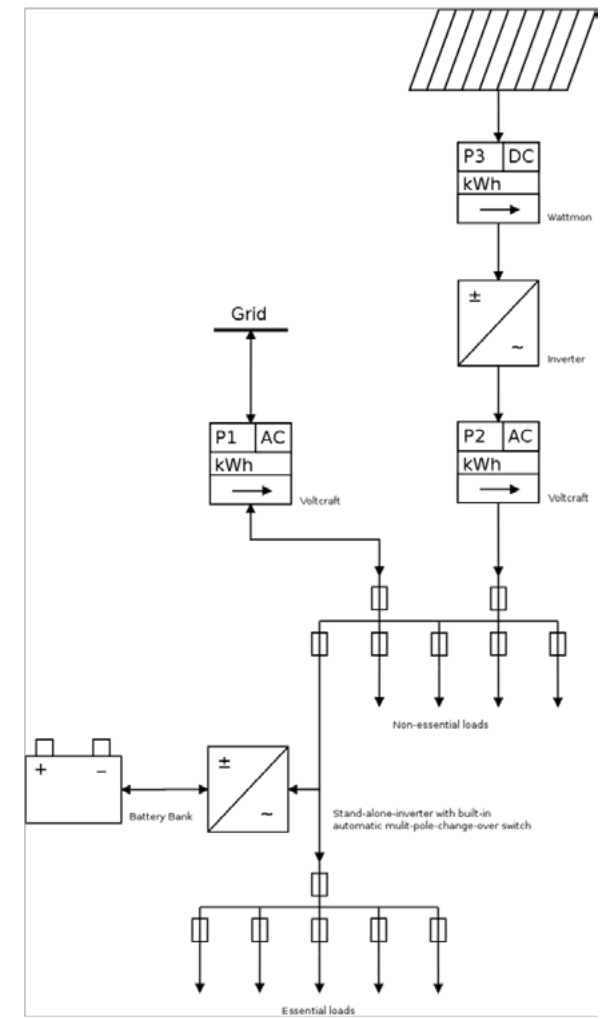 P3 DC
kWh
Wattmon
±
~
Inverter
Grid
P1 AC
kWh
Voltcraft
P2 AC
kWh
Voltcraft
Non-essential loads
+ −
Battery Bank
±
~
Stand-alone-inverter with built-in
automatic mulit-pole-change-over switch
Essential loads